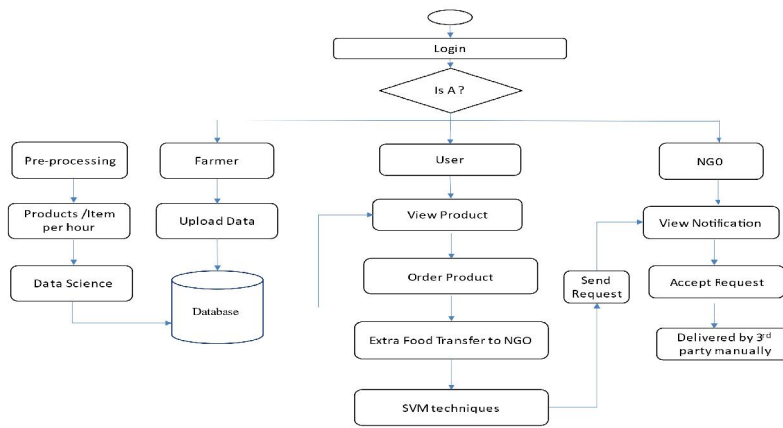 Login
Is A ?
Pre-processing
Farmer
User
NGO
Products /Item
per hour
Upload Data
View Product
View Notification
Data Science
Database
Order Product
Send
Request
Accept Request
Extra Food Transfer to NGO
Delivered by 3rd
party manually
SVM techniques